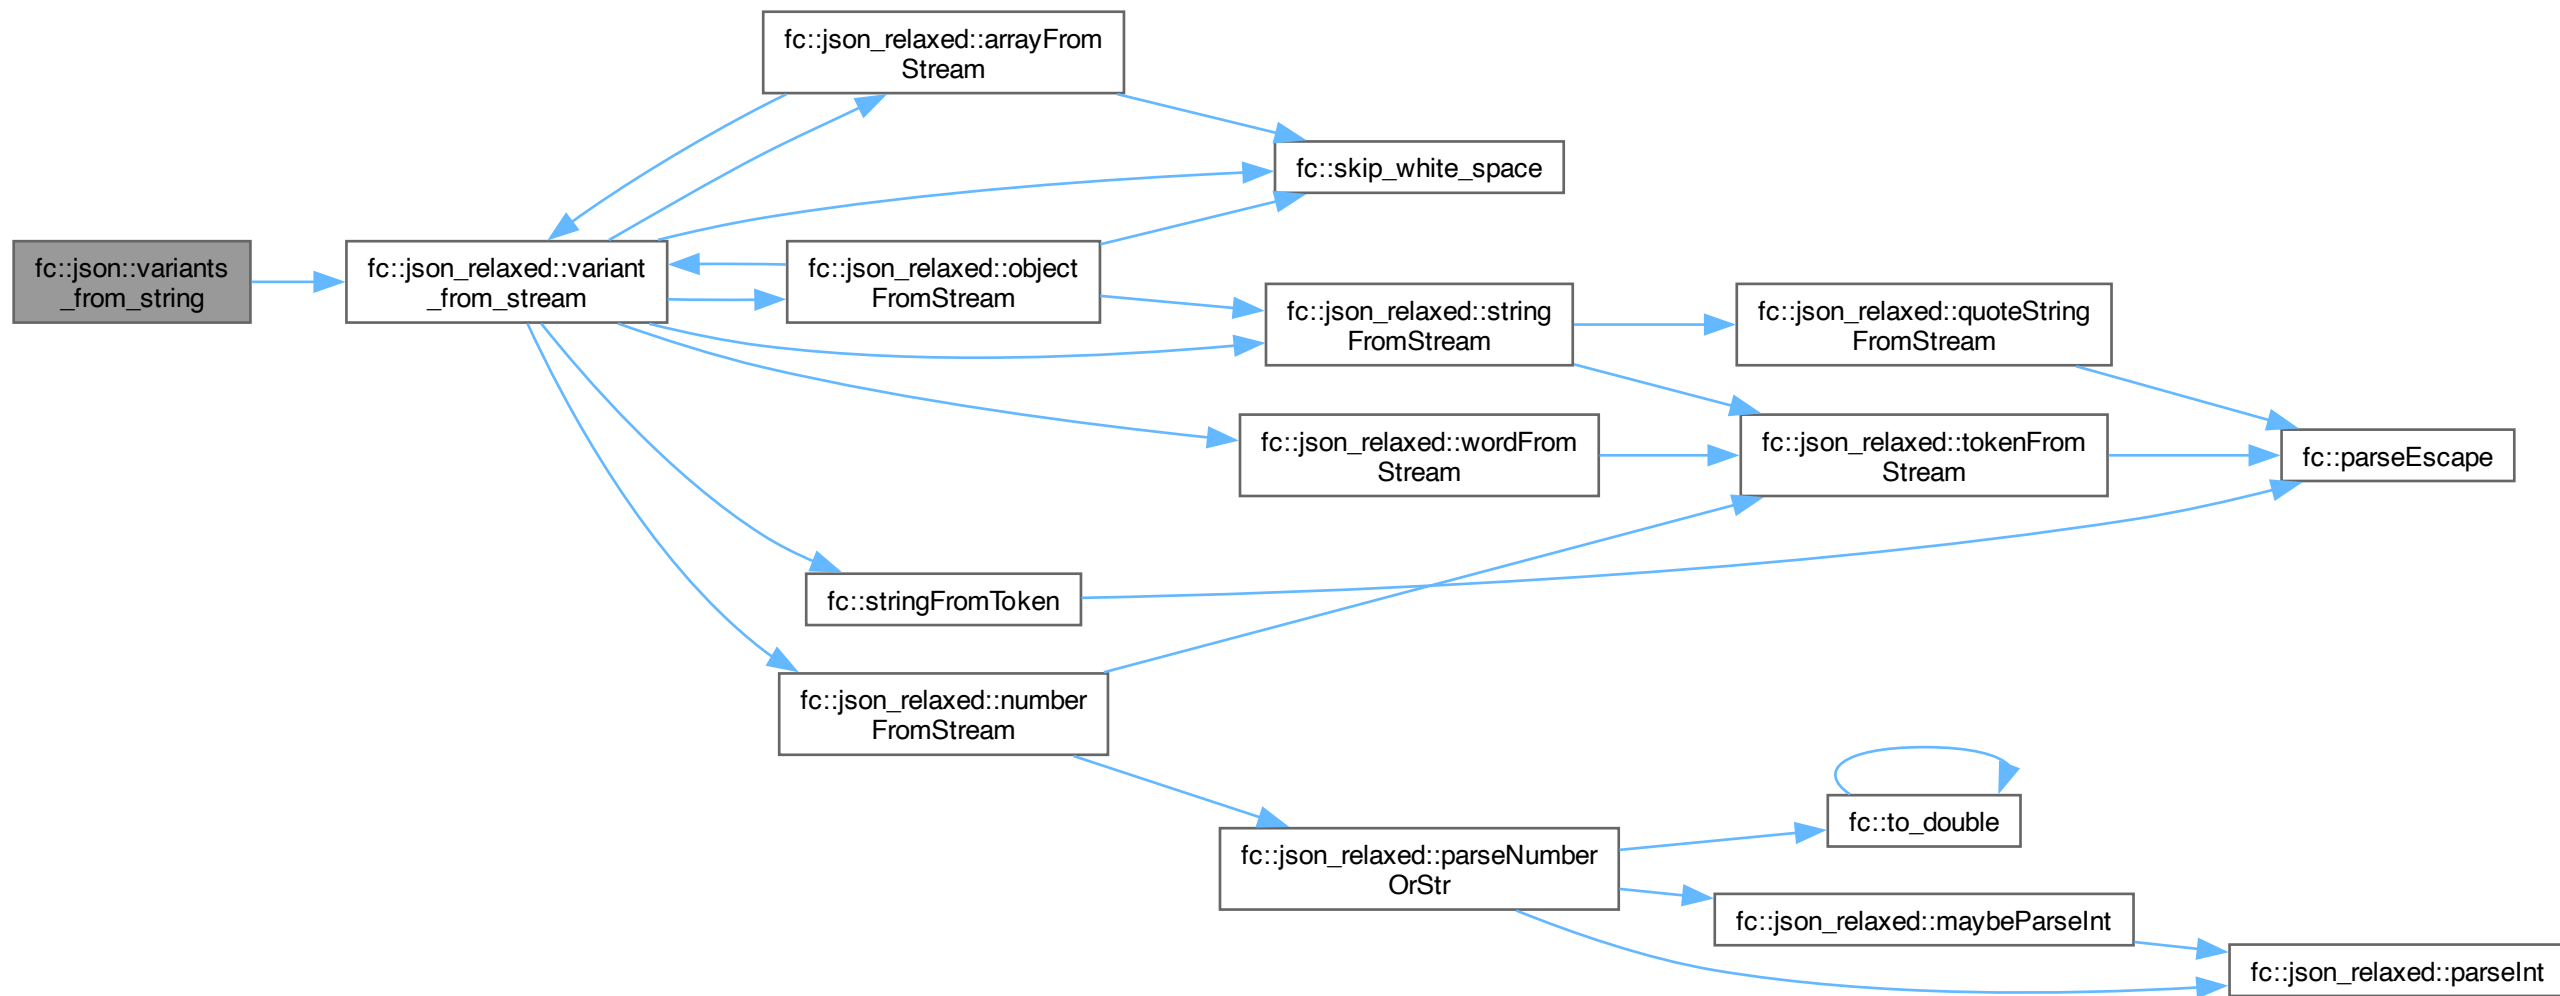 fc::json_relaxed::arrayFrom
Stream
fc::skip_white_space
fc::json::variants
_from_string
fc::json_relaxed::variant
_from_stream
fc::json_relaxed::object
FromStream
fc::json_relaxed::string
FromStream
fc::json_relaxed::quoteString
FromStream
fc::json_relaxed::wordFrom
Stream
fc::json_relaxed::tokenFrom
Stream
fc::parseEscape
fc::stringFromToken
fc::json_relaxed::number
FromStream
fc::to_double
fc::json_relaxed::parseNumber
OrStr
fc::json_relaxed::maybeParseInt
fc::json_relaxed::parseInt